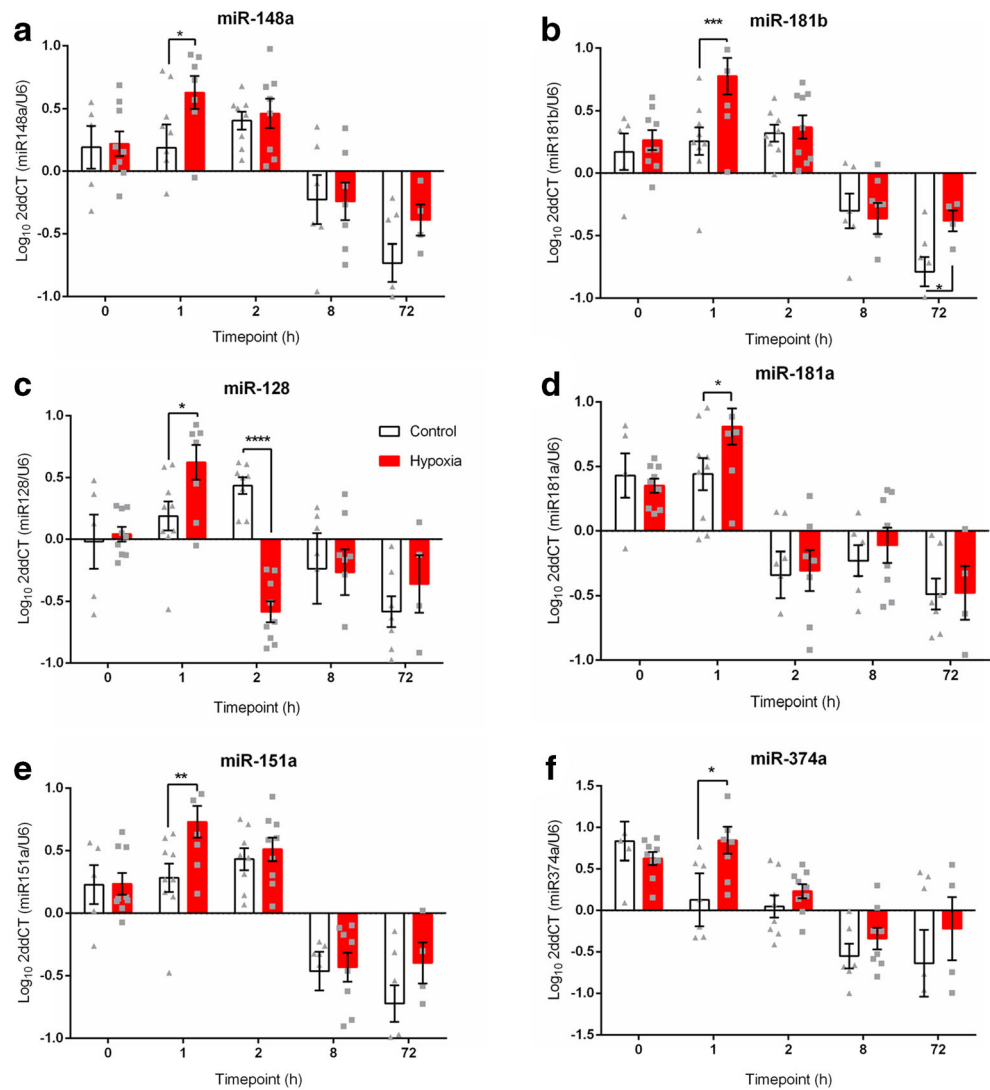 a
miR-148a
*
1.0
0.5
0.0
-0.5
-1.0
Log10 2ddCT (miR148a/U6)
0 1 2 8 72
Timepoint (h)
b
miR-181b
***
1.0
0.5
0.0
-0.5
-1.0
*
Log10 2ddCT (miR181b/U6)
0 1 2 8 72
Timepoint (h)
c
miR-128
* ****
Control
Hypoxia
1.0
0.5
0.0
-0.5
-1.0
Log10 2ddCT (miR128/U6)
0 1 2 8 72
Timepoint (h)
d
miR-181a
*
1.0
0.5
0.0
-0.5
-1.0
Log10 2ddCT (miR181a/U6)
0 1 2 8 72
Timepoint (h)
e
miR-151a
**
1.0
0.5
0.0
-0.5
-1.0
Log10 2ddCT (miR151a/U6)
0 1 2 8 72
Timepoint (h)
f
miR-374a
*
1.5
1.0
0.5
0.0
-0.5
-1.0
-1.5
Log10 2ddCT (miR374a/U6)
0 1 2 8 72
Timepoint (h)